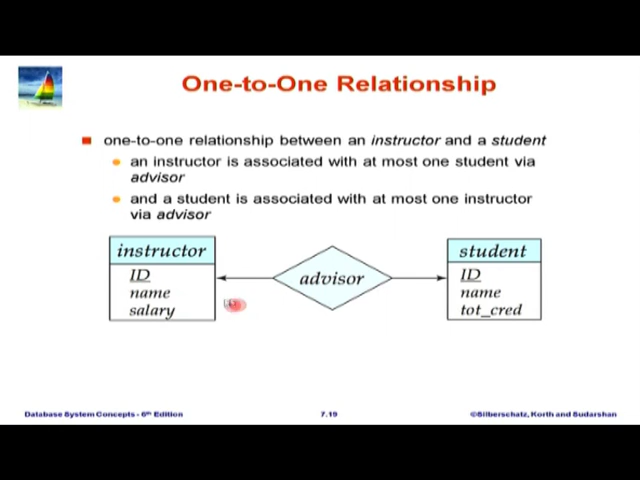 One-to-One Relationship
one-to-one relationship between an instructor and a student
an instructor is associated with at most one student via
advisor
and a student is associated with at most one instructor
via advisor
instructor
ID
name
salary
advisor
student
ID
name
tot_cred
Database System Concepts - 6th Edition
7.19
©Silberschatz, Korth and Sudarshan